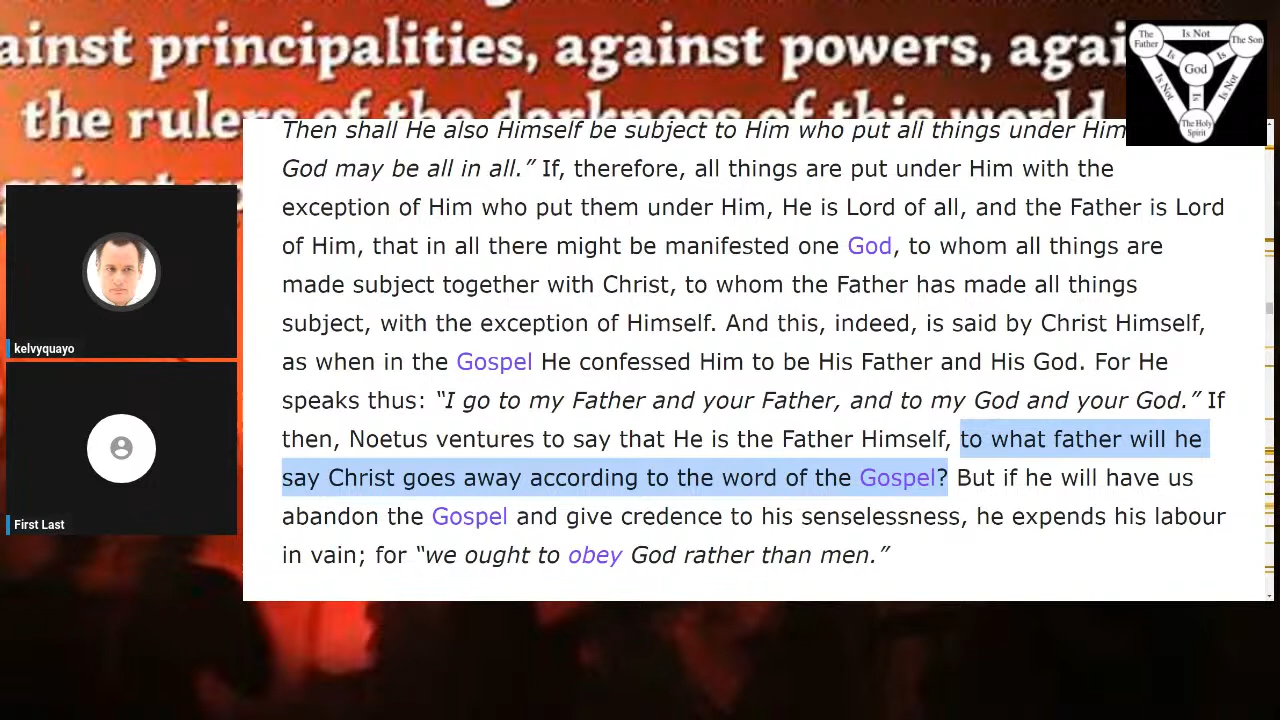 ainst principalities, against powers, agai
the rulers of the darkness of this world
The Father
Is Not
The Son
Is
God
Is
Is Not
Is
Is Not
The Holy Spirit
Then shall He also Himself be subject to Him who put all things under Him
God may be all in all.” If, therefore, all things are put under Him with the
exception of Him who put them under Him, He is Lord of all, and the Father is Lord
of Him, that in all there might be manifested one God, to whom all things are
made subject together with Christ, to whom the Father has made all things
subject, with the exception of Himself. And this, indeed, is said by Christ Himself,
as when in the Gospel He confessed Him to be His Father and His God. For He
speaks thus: “I go to my Father and your Father, and to my God and your God.” If
then, Noetus ventures to say that He is the Father Himself, to what father will he
say Christ goes away according to the word of the Gospel? But if he will have us
abandon the Gospel and give credence to his senselessness, he expends his labour
in vain; for “we ought to obey God rather than men.”
kelvyquayo
First Last